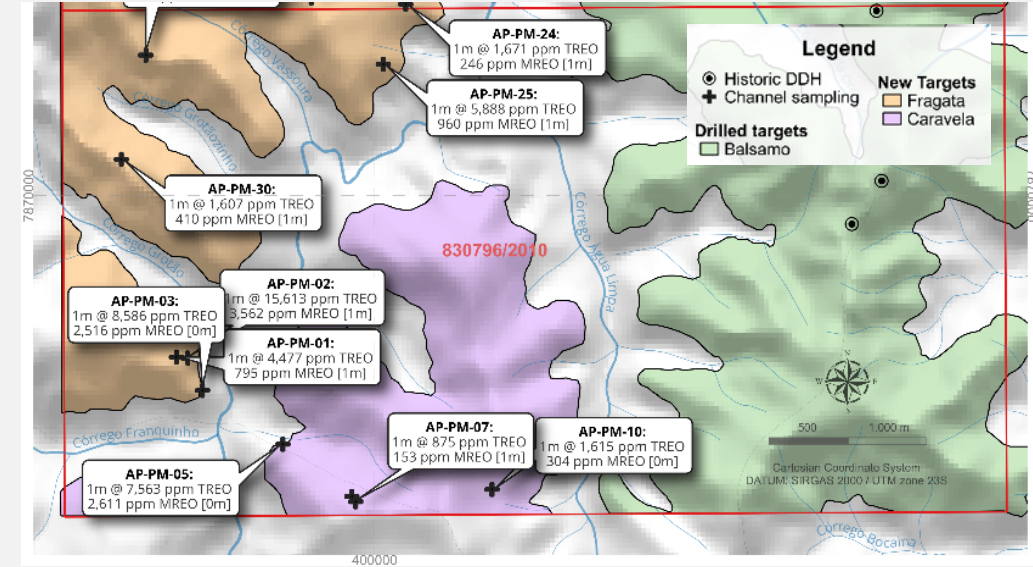 AP-PM-24:
1m @ 1,671 ppm TREO
246 ppm MREO [1m]
AP-PM-25:
1m @ 5,888 ppm TREO
960 ppm MREO [1m]
Legend
Historic DDH
Channel sampling
Drilled targets
Balsamo
New Targets
Fragata
Caravela
Córrego Vassoura
Córrego Grotãozinho
AP-PM-30:
1m @ 1,607 ppm TREO
410 ppm MREO [1m]
7870000
Córrego Grotão
Córrego Água Limpa
830796/2010
AP-PM-02:
1m @ 15,613 ppm TREO
3,562 ppm MREO [1m]
AP-PM-03:
1m @ 8,586 ppm TREO
2,516 ppm MREO [0m]
AP-PM-01:
1m @ 4,477 ppm TREO
795 ppm MREO [1m]
N
W E
S
500 1.000 m
Cartesian Coordinate System
DATUM: SIRGAS 2000 / UTM zone 23S
Córrego Franquinho
AP-PM-07:
1m @ 875 ppm TREO
153 ppm MREO [1m]
AP-PM-10:
1m @ 1,615 ppm TREO
304 ppm MREO [0m]
AP-PM-05:
1m @ 7,563 ppm TREO
2,611 ppm MREO [0m]
Córrego Bocaina
400000